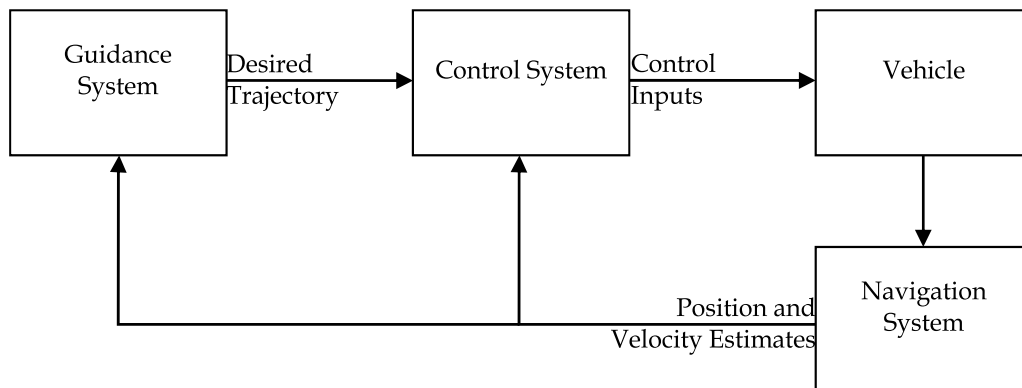 Guidance
System
Desired
Trajectory
Control System
Control
Inputs
Vehicle
Position and
Velocity Estimates
Navigation
System